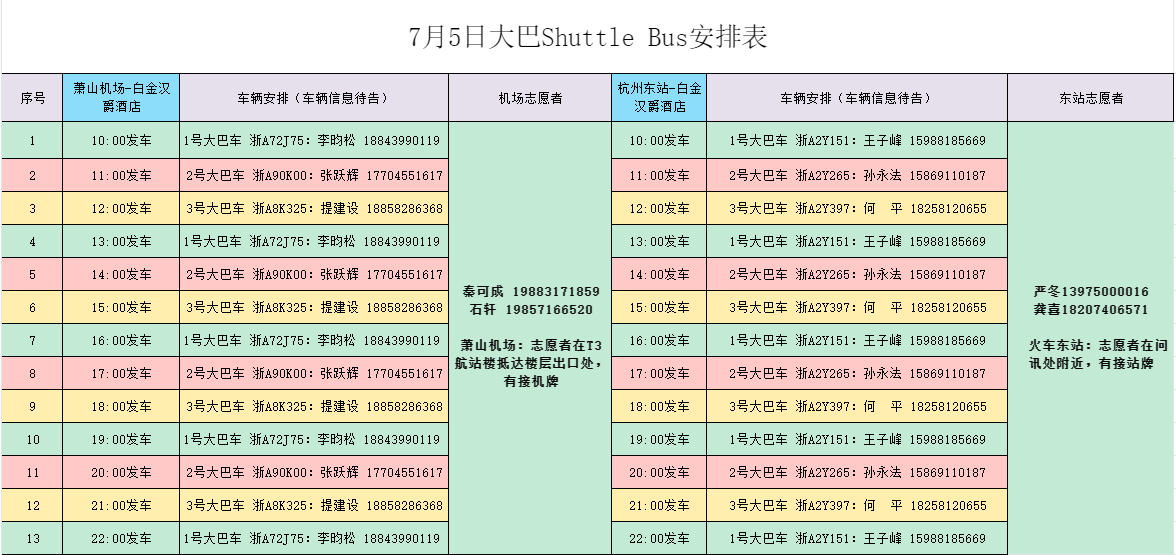 7月5日大巴Shuttle Bus安排表
序号 萧山机场-白金汉爵酒店 车辆安排（车辆信息待告） 机场志愿者 杭州东站-白金汉爵酒店 车辆安排（车辆信息待告） 东站志愿者
1 10:00发车 1号大巴车 浙A72J75：李昀松 18843990119 10:00发车 1号大巴车 浙A2Y151：王子峰 15988185669
2 11:00发车 2号大巴车 浙A90K00：张跃辉 17704551617 11:00发车 2号大巴车 浙A2Y265：孙永法 15869110187
3 12:00发车 3号大巴车 浙A8K325：提建设 18858286368 12:00发车 3号大巴车 浙A2Y397：何 平 18258120655
4 13:00发车 1号大巴车 浙A72J75：李昀松 18843990119 13:00发车 1号大巴车 浙A2Y151：王子峰 15988185669
5 14:00发车 2号大巴车 浙A90K00：张跃辉 17704551617 14:00发车 2号大巴车 浙A2Y265：孙永法 15869110187
6 15:00发车 3号大巴车 浙A8K325：提建设 18858286368 15:00发车 3号大巴车 浙A2Y397：何 平 18258120655
7 16:00发车 1号大巴车 浙A72J75：李昀松 18843990119 16:00发车 1号大巴车 浙A2Y151：王子峰 15988185669
8 17:00发车 2号大巴车 浙A90K00：张跃辉 17704551617 17:00发车 2号大巴车 浙A2Y265：孙永法 15869110187
9 18:00发车 3号大巴车 浙A8K325：提建设 18858286368 18:00发车 3号大巴车 浙A2Y397：何 平 18258120655
10 19:00发车 1号大巴车 浙A72J75：李昀松 18843990119 19:00发车 1号大巴车 浙A2Y151：王子峰 15988185669
11 20:00发车 2号大巴车 浙A90K00：张跃辉 17704551617 20:00发车 2号大巴车 浙A2Y265：孙永法 15869110187
12 21:00发车 3号大巴车 浙A8K325：提建设 18858286368 21:00发车 3号大巴车 浙A2Y397：何 平 18258120655
13 22:00发车 1号大巴车 浙A72J75：李昀松 18843990119 22:00发车 1号大巴车 浙A2Y151：王子峰 15988185669
秦可成 19883171859
石轩 19857166520
萧山机场：志愿者在T3
航站楼抵达楼层出口处，
有接机牌
严冬13975000016
龚喜18207406571
火车东站：志愿者在问
讯处附近，有接站牌